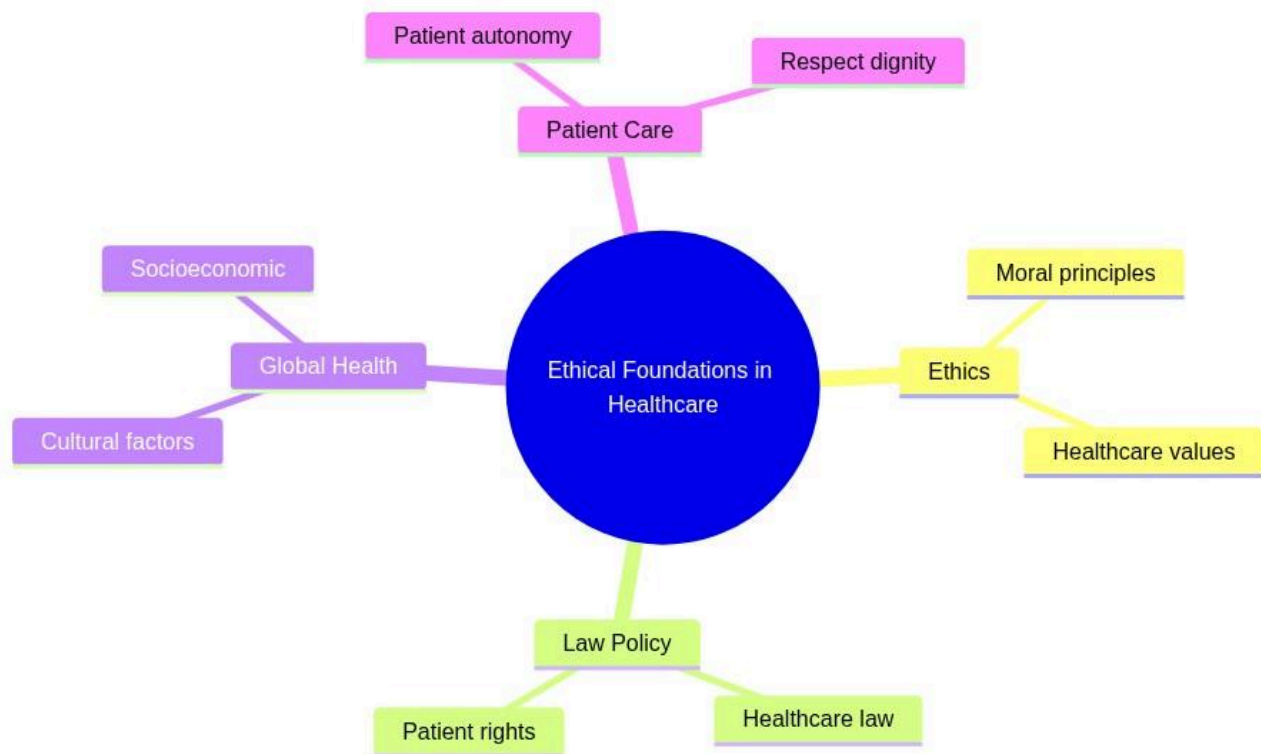 Patient autonomy
Respect dignity
Patient Care
Socioeconomic
Moral principles
Global Health
Ethical Foundations in
Healthcare
Ethics
Cultural factors
Healthcare values
Law Policy
Patient rights
Healthcare law